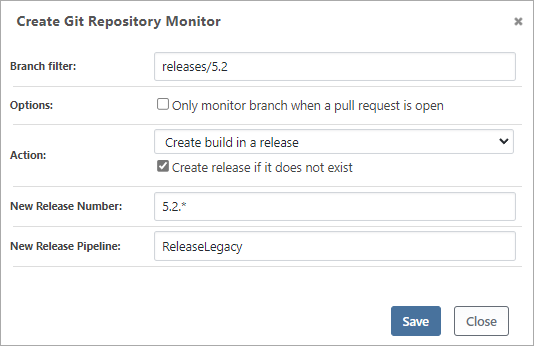 Create Git Repository Monitor
Branch filter:
releases/5.2
Options:
Only monitor branch when a pull request is open
Action:
Create build in a release
Create release if it does not exist
New Release Number:
5.2.*
New Release Pipeline:
ReleaseLegacy
Save
Close